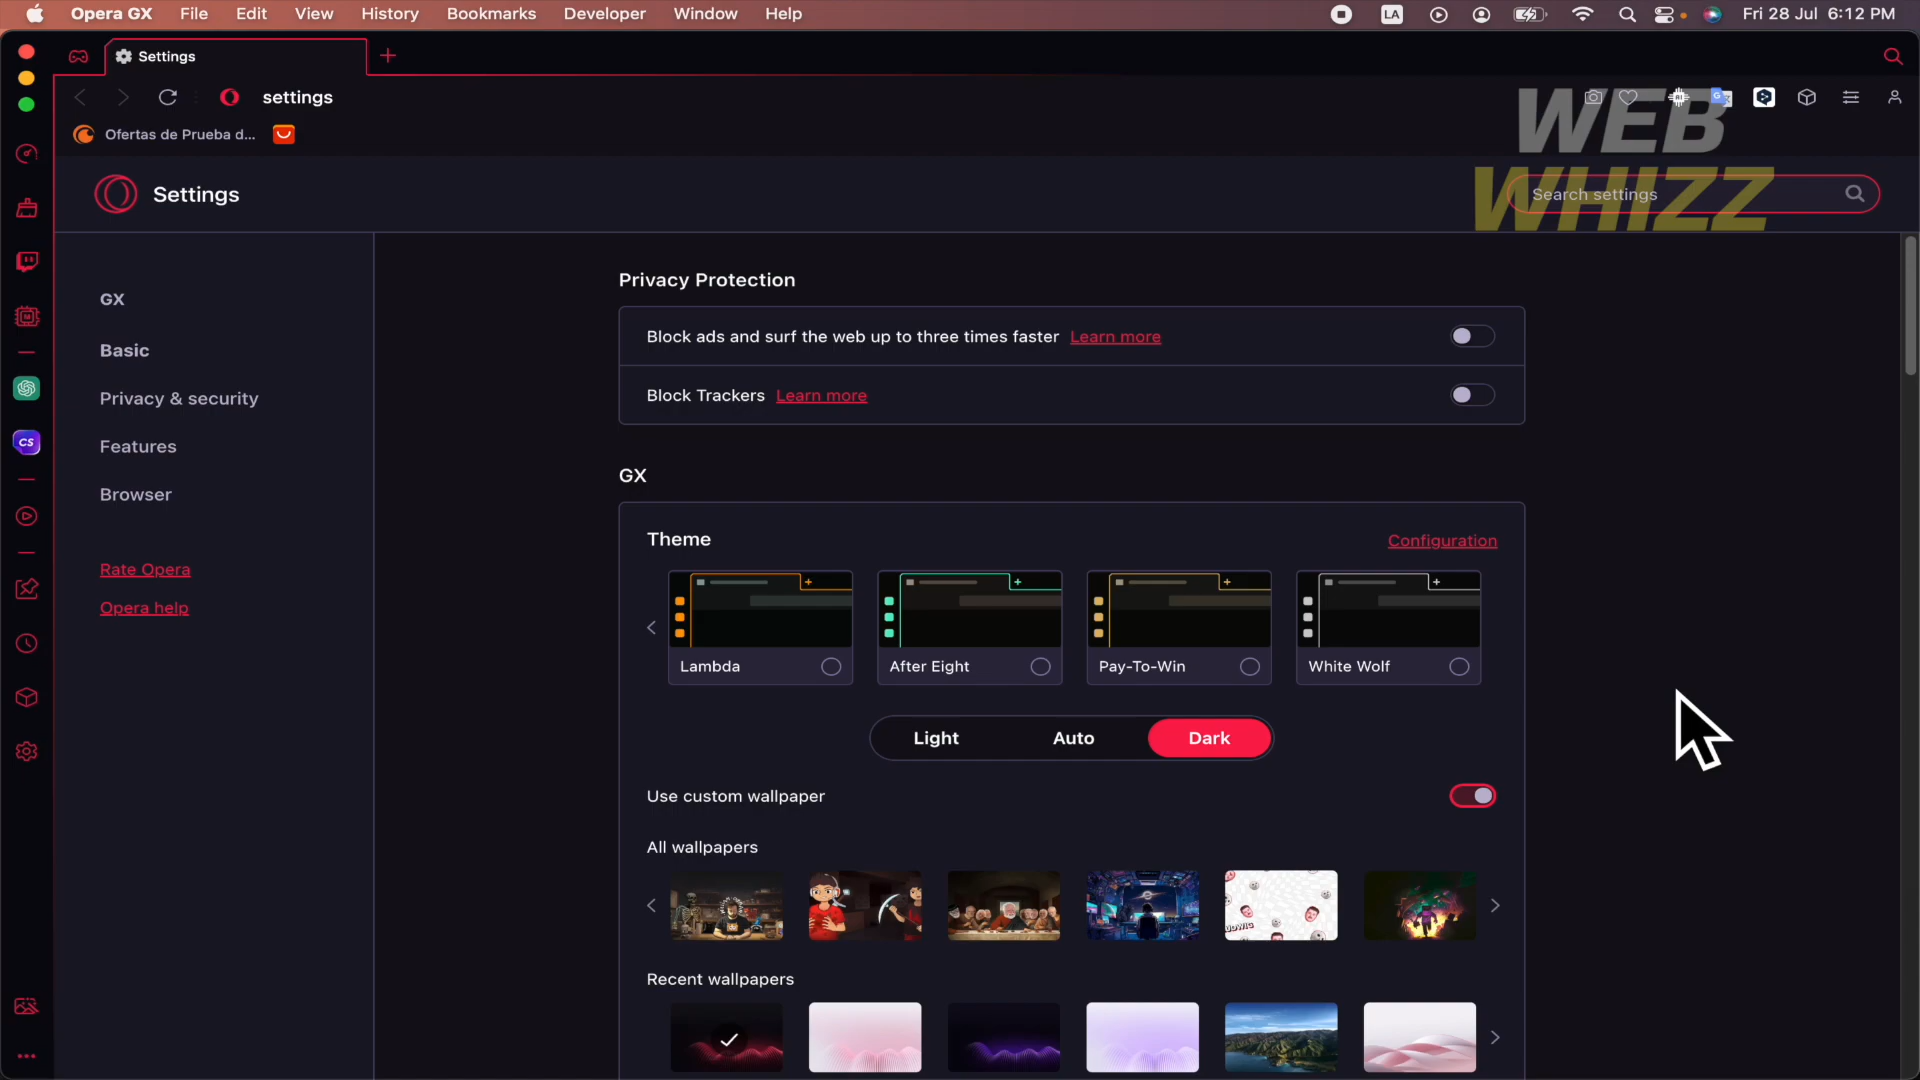 Opera GX File Edit View History Bookmarks Developer Window Help LA Fri 28 Jul 6:12 PM
Settings
settings
WEB
Ofertas de Prueba d...
WHIZZ
Settings
Search settings
GX
Basic
Privacy & security
Features
Browser
Rate Opera
Opera help
CS
Privacy Protection
Block ads and surf the web up to three times faster Learn more
Block Trackers Learn more
GX
Theme
Configuration
Lambda
After Eight
Pay-To-Win
White Wolf
Light Auto Dark
Use custom wallpaper
All wallpapers
Recent wallpapers